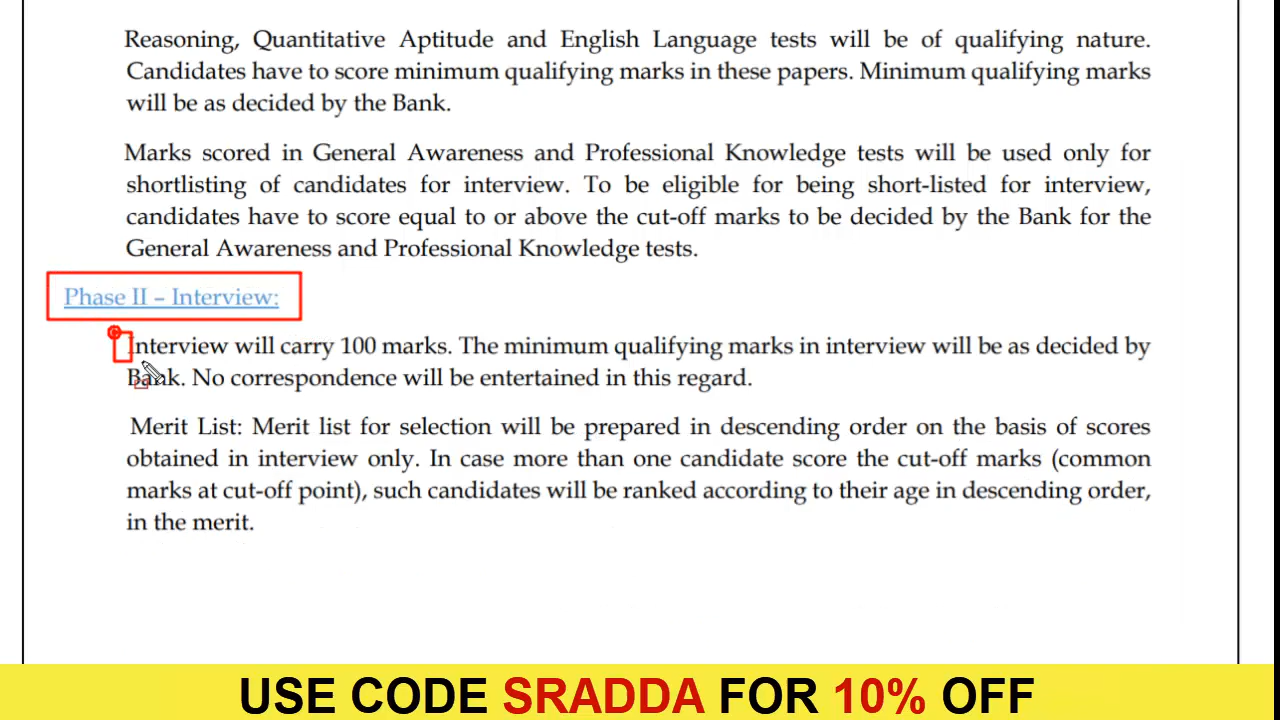 Reasoning, Quantitative Aptitude and English Language tests will be of qualifying nature.
Candidates have to score minimum qualifying marks in these papers. Minimum qualifying marks
will be as decided by the Bank.
Marks scored in General Awareness and Professional Knowledge tests will be used only for
shortlisting of candidates for interview. To be eligible for being short-listed for interview,
candidates have to score equal to or above the cut-off marks to be decided by the Bank for the
General Awareness and Professional Knowledge tests.
Phase II – Interview:
Interview will carry 100 marks. The minimum qualifying marks in interview will be as decided by
Bank. No correspondence will be entertained in this regard.
Merit List: Merit list for selection will be prepared in descending order on the basis of scores
obtained in interview only. In case more than one candidate score the cut-off marks (common
marks at cut-off point), such candidates will be ranked according to their age in descending order,
in the merit.
USE CODE SRADDA FOR 10% OFF